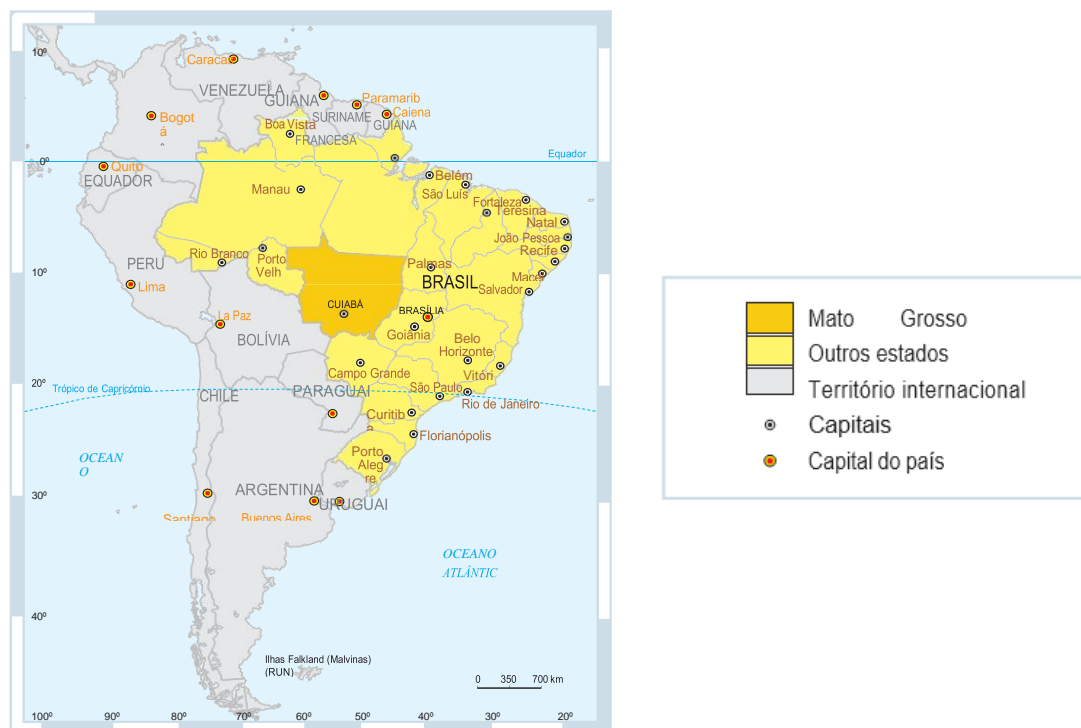 10º
Caracas
VENEZUELA
GUIANA
Paramarib
SURINAME
Caiena
GUIANA
FRANCESA
Bogot
á
Boa Vista
Equador
0º
Quito
EQUADOR
Belém
Manau
São Luís
Fortaleza
Teresina
Natal
João Pessoa
Recife
Rio Branco
Porto
Velh
PERU
Palmas
10º
BRASIL
Macei
Salvador
Lima
CUIABÁ
BRASÍLIA
La Paz
Goiânia
BOLÍVIA
Belo
Horizonte
Vitóri
Campo Grande
20º
Trópico de Capricórnio
CHILE
PARAGUAI
São Paulo
Rio de Janeiro
Curitib
a
Florianópolis
OCEAN
O
Porto
Aleg
re
30º
ARGENTINA
URUGUAI
Santiago
Buenos Aires
OCEANO
ATLÂNTIC
40º
Ilhas Falkland (Malvinas)
(RUN)
0 350 700 km
100º 90º 80º 70º 60º 50º 40º 30º 20º
Mato Grosso
Outros estados
Território internacional
Capitais
Capital do país